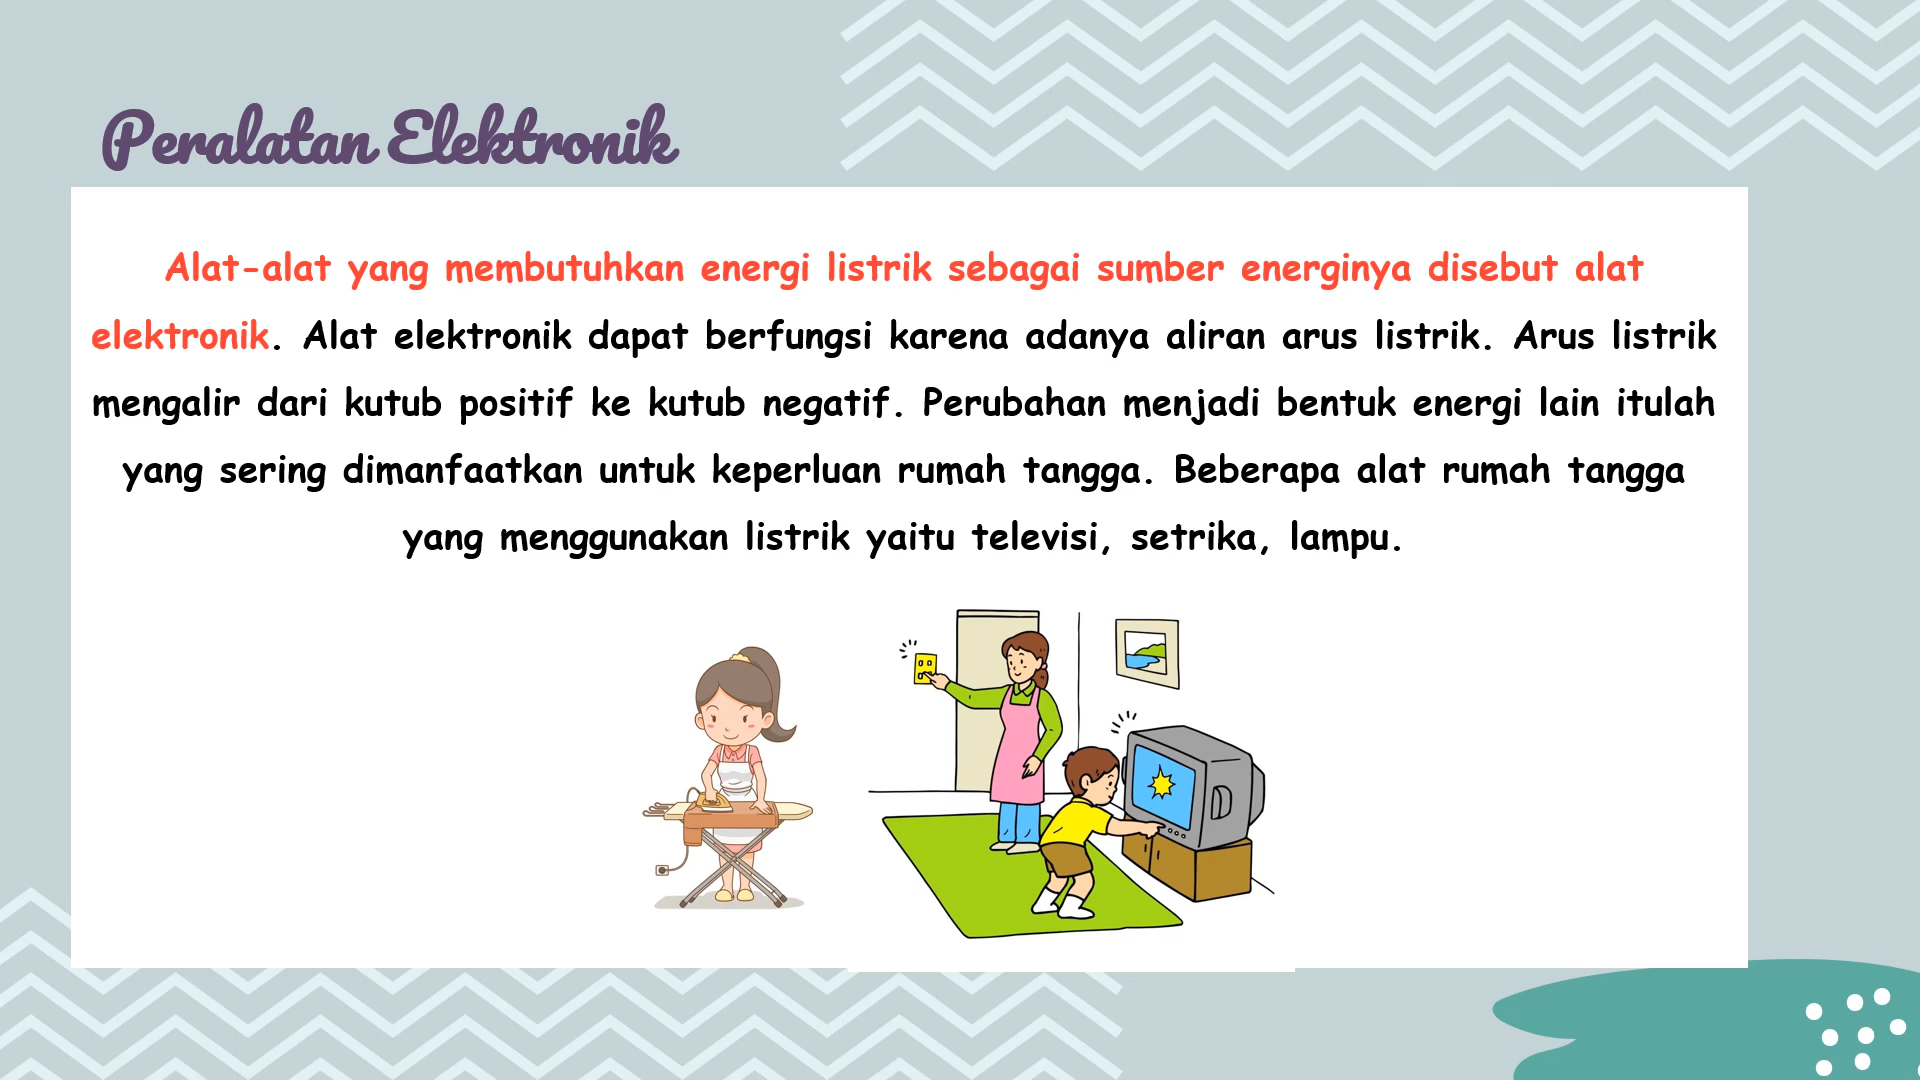 Peralatan Elektronik
Alat-alat yang membutuhkan energi listrik sebagai sumber energinya disebut alat
elektronik. Alat elektronik dapat berfungsi karena adanya aliran arus listrik. Arus listrik
mengalir dari kutub positif ke kutub negatif. Perubahan menjadi bentuk energi lain itulah
yang sering dimanfaatkan untuk keperluan rumah tangga. Beberapa alat rumah tangga
yang menggunakan listrik yaitu televisi, setrika, lampu.